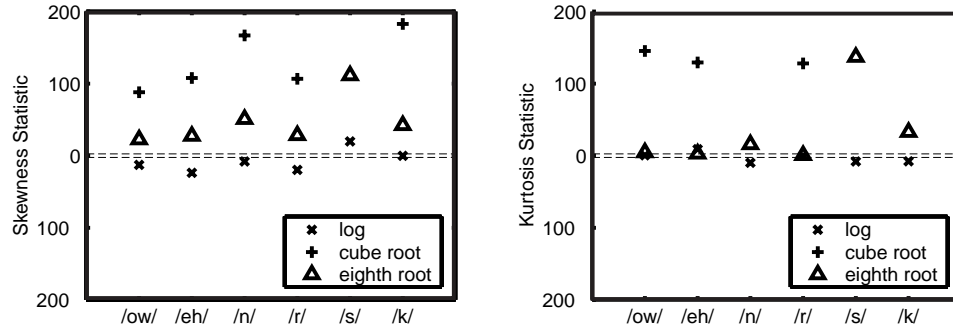 200
100
0
100
200
Skewness Statistic
log
cube root
eighth root
/ow/ /eh/ /n/ /r/ /s/ /k/
200
100
0
100
200
Kurtosis Statistic
log
cube root
eighth root
/ow/ /eh/ /n/ /r/ /s/ /k/